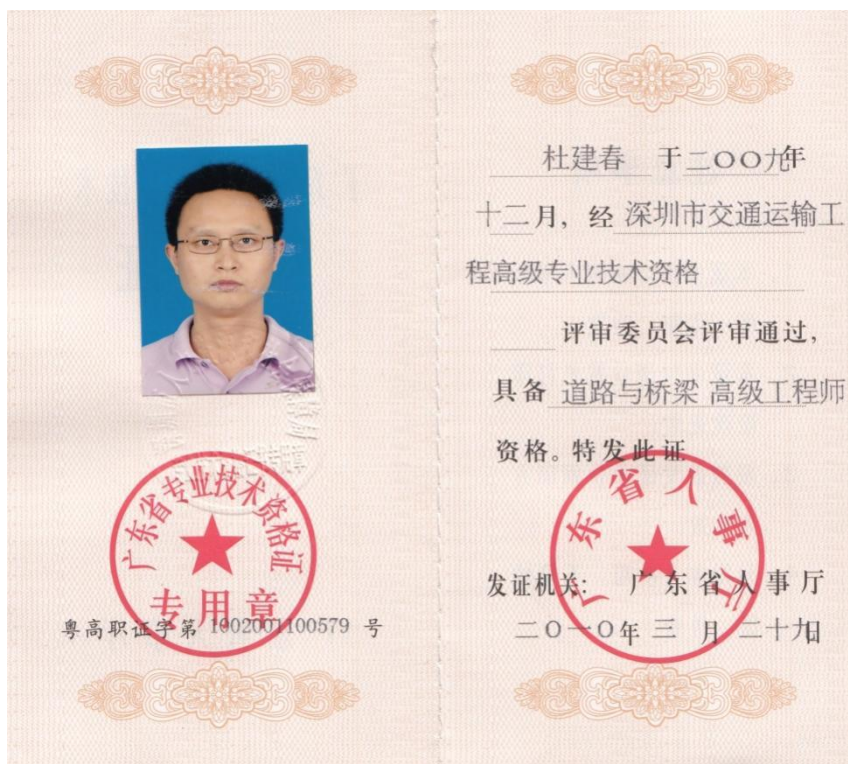 广东省专业技术资格证
专用章
粤高职证字第 1002001100579 号
杜建春 于二〇〇九年
十二月，经 深圳市交通运输工
程高级专业技术资格
评审委员会评审通过，
具备 道路与桥梁 高级工程师
资格。特发此证
广东省人事厅
发证机关： 广东省人事厅
二〇一〇年 三 月 二十九日